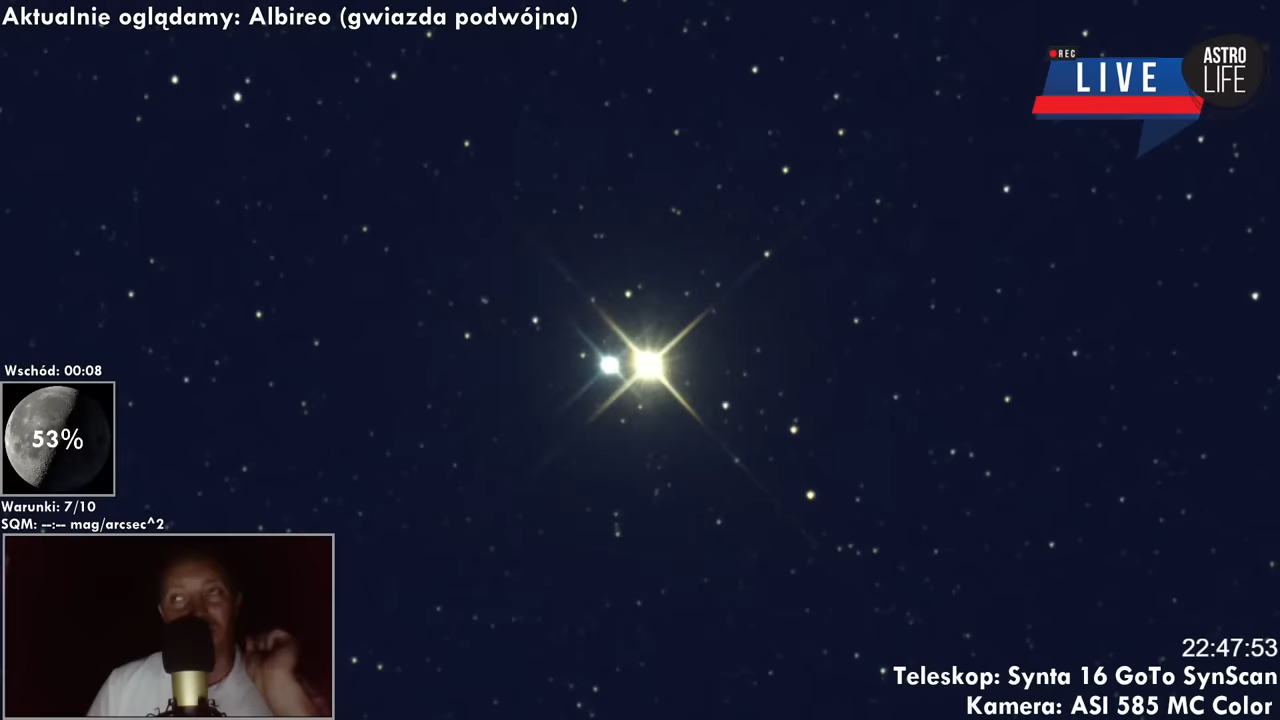 Aktualnie oglądamy: Albireo (gwiazda podwójna)
REC
LIVE
ASTRO
LIFE
Wschód: 00:08
53%
Warunki: 7/10
SQM: --:-- mag/arcsec^2
22:47:53
Teleskop: Synta 16 GoTo SynScan
Kamera: ASI 585 MC Color